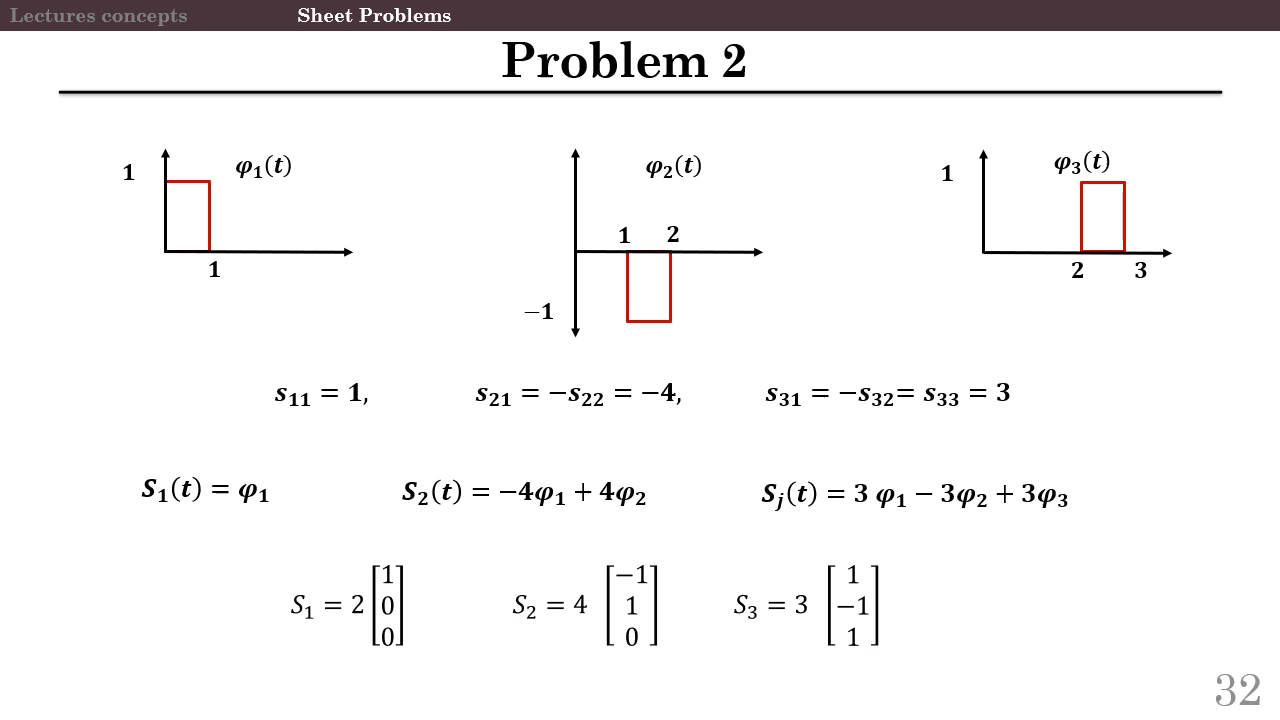 Lectures concepts Sheet Problems
Problem 2
1 φ₁(t) 1
φ₂(t) 1 2 −1
1 φ₃(t) 2 3
s₁₁ = 1, s₂₁ = −s₂₂ = −4, s₃₁ = −s₃₂= s₃₃ = 3
S₁(t) = φ₁ S₂(t) = −4φ₁ + 4φ₂ Sⱼ(t) = 3 φ₁ − 3φ₂ + 3φ₃
S₁ = 2 [1 0 0] S₂ = 4 [−1 1 0] S₃ = 3 [1 −1 1]
32